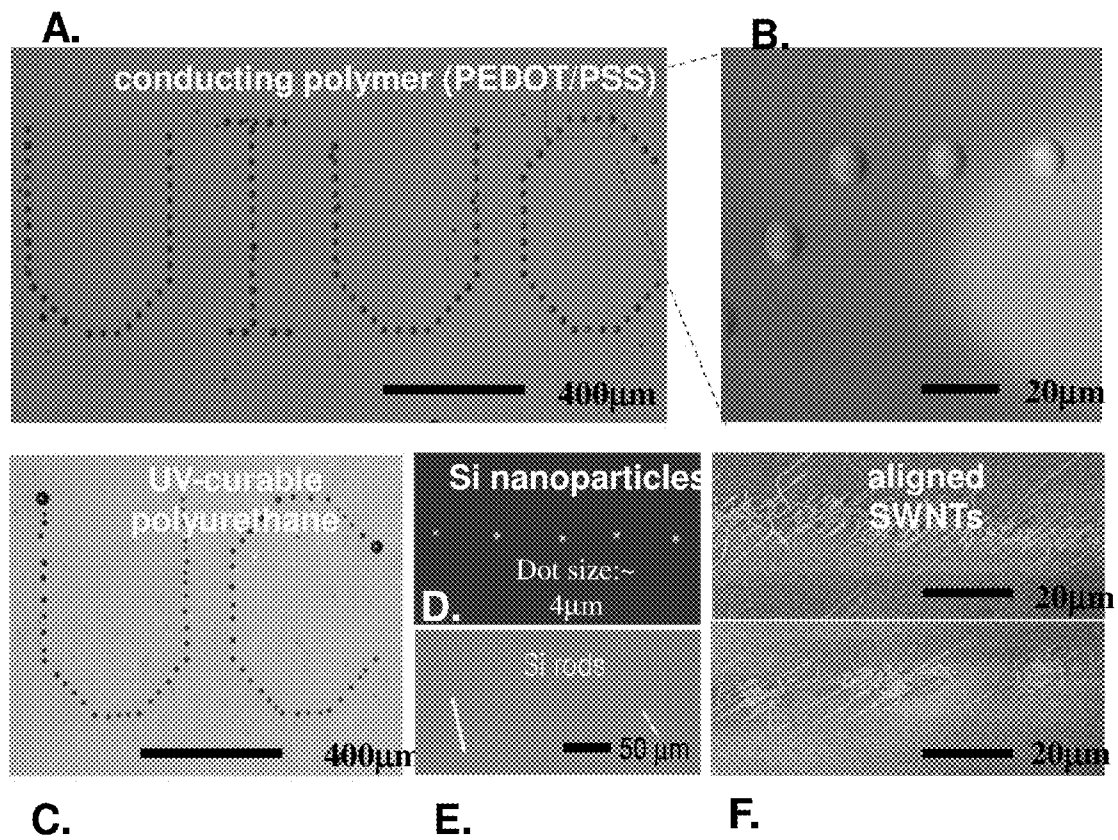 A.
B.
conducting polymer (PEDOT/PSS)
400µm
20µm
UV-curable
polyurethane
400µm
Si nanoparticles
Dot size:~
4µm
D.
Si rods
50 µm
aligned
SWNTs
20µm
20µm
C.
E.
F.